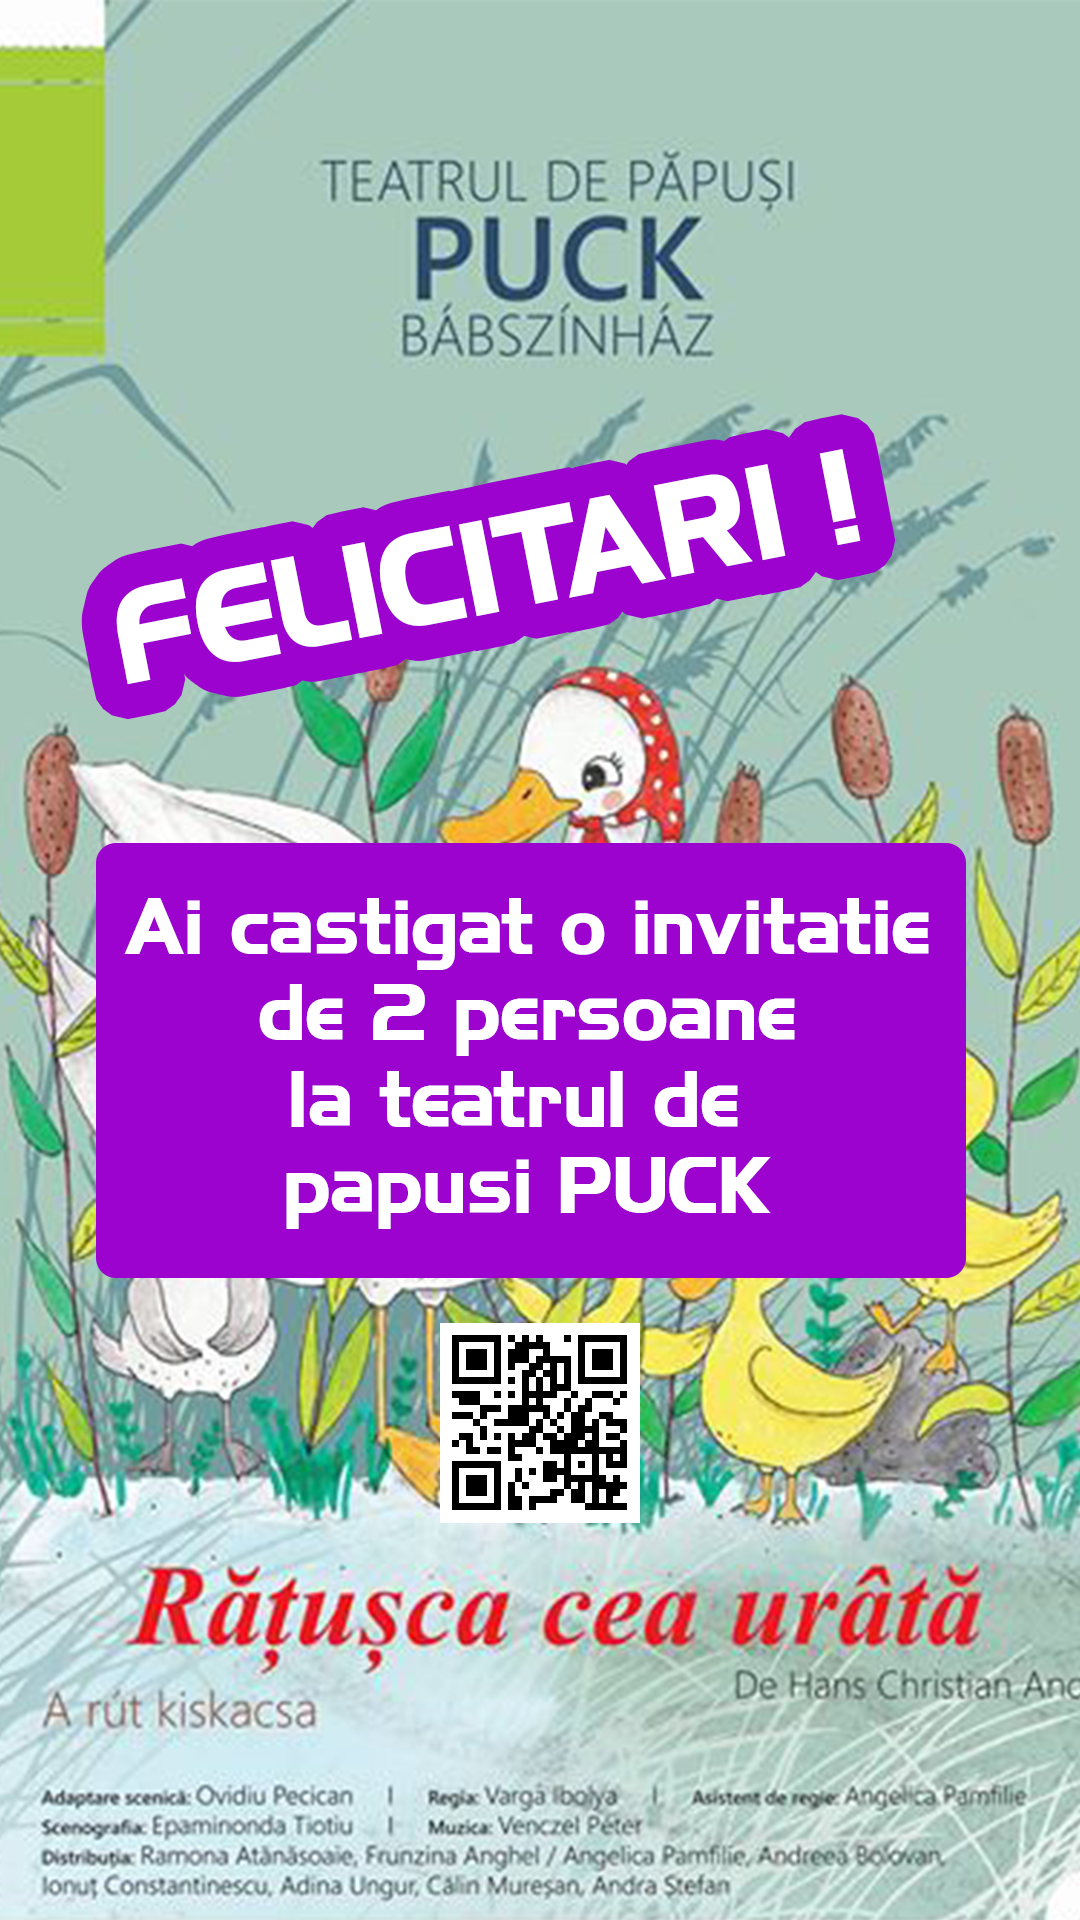 TEATRUL DE PĂPUȘI
PUCK
BÁBSZÍNHÁZ
FELICITARI !
Ai castigat o invitatie
de 2 persoane
la teatrul de
papusi PUCK
Rățușca cea urâtă
De Hans Christian And
A rút kiskacsa
Adaptare scenică: Ovidiu Pecican | Regia: Varga Ibolya | Asistent de regie: Angelica Pamfilie
Scenografia: Epaminonda Tiotiu | Muzica: Venczel Péter
Distribuția: Ramona Atănăsoaie, Frunzina Anghel / Angelica Pamfilie, Andreea Bolovan,
Ionuț Constantinescu, Adina Ungur, Călin Mureșan, Andra Ștefan